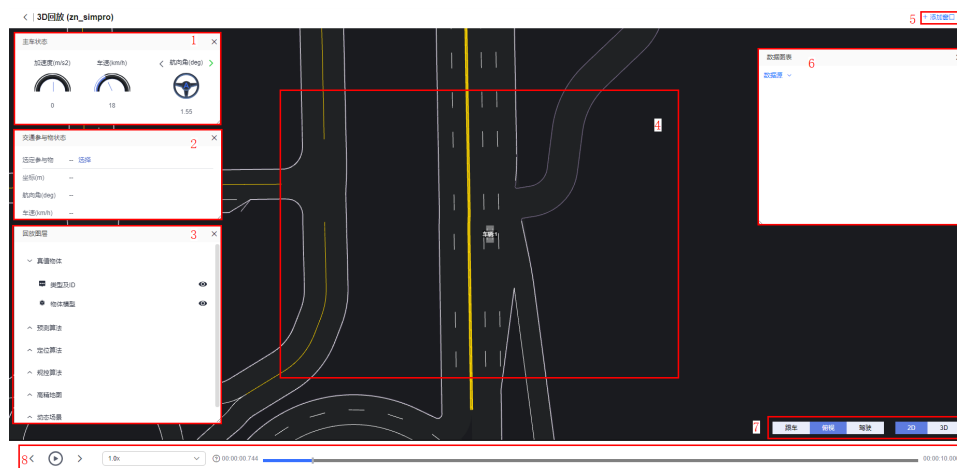 3D回放 (zn_simpro)
5 + 添加窗口
主车状态 1
加速度(m/s2) 车速(km/h) 航向角(deg)
0 18 1.55
交通参与物状态 2
选定参与物 -- 选择
坐标(m) --
航向角(deg) --
车速(km/h) --
回放图层 3
真值物体
类型及ID
物体模型
预测算法
定位算法
规控算法
高精地图
动态场景
4
车辆:1
数据图表
6
数据源
7 跟车 俯视 驾驶 2D 3D
8 1.0x 00:00:00.744 00:00:10.000